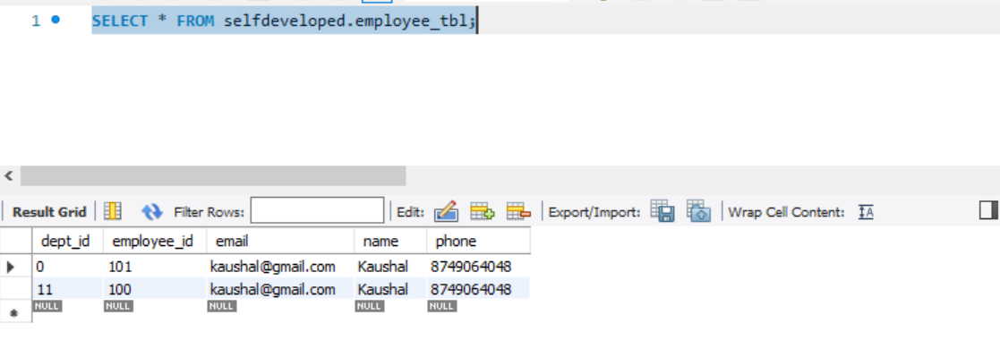 1 SELECT * FROM selfdeveloped.employee_tbl;
Result Grid Filter Rows: Edit: Export/Import: Wrap Cell Content: IA
dept_id employee_id email name phone
0 101 kaushal@gmail.com Kaushal 8749064048
11 100 kaushal@gmail.com Kaushal 8749064048
NULL NULL NULL NULL NULL